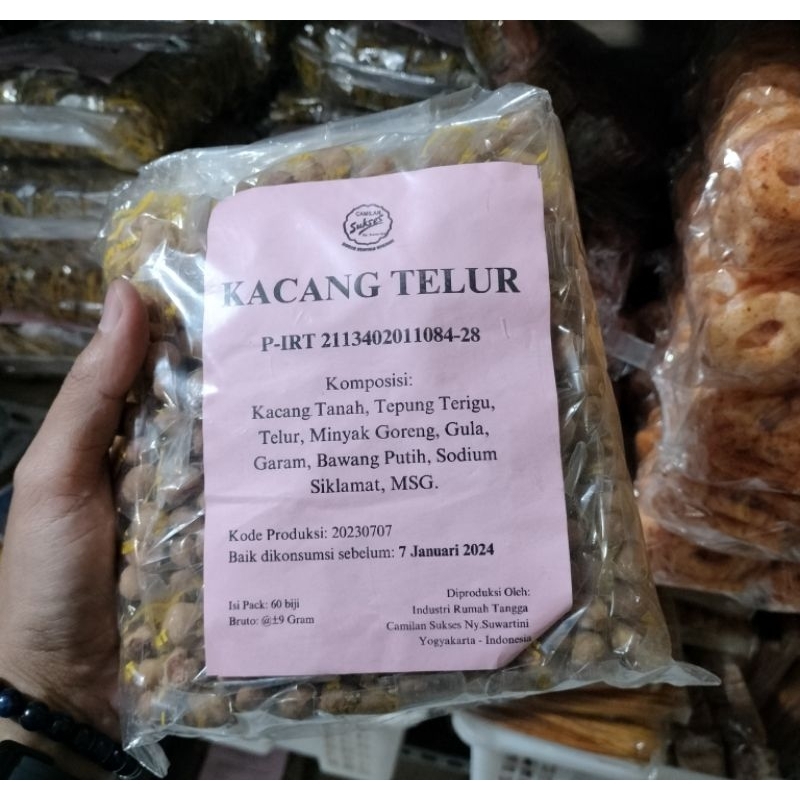 CAMILAN
Sukses
KACANG TELUR
P-IRT 2113402011084-28
Komposisi:
Kacang Tanah, Tepung Terigu,
Telur, Minyak Goreng, Gula,
Garam, Bawang Putih, Sodium
Siklamat, MSG.
Kode Produksi: 20230707
Baik dikonsumsi sebelum: 7 Januari 2024
Isi Pack: 60 biji
Bruto: @±9 Gram
Diproduksi Oleh:
Industri Rumah Tangga
Camilan Sukses Ny.Suwartini
Yogyakarta - Indonesia